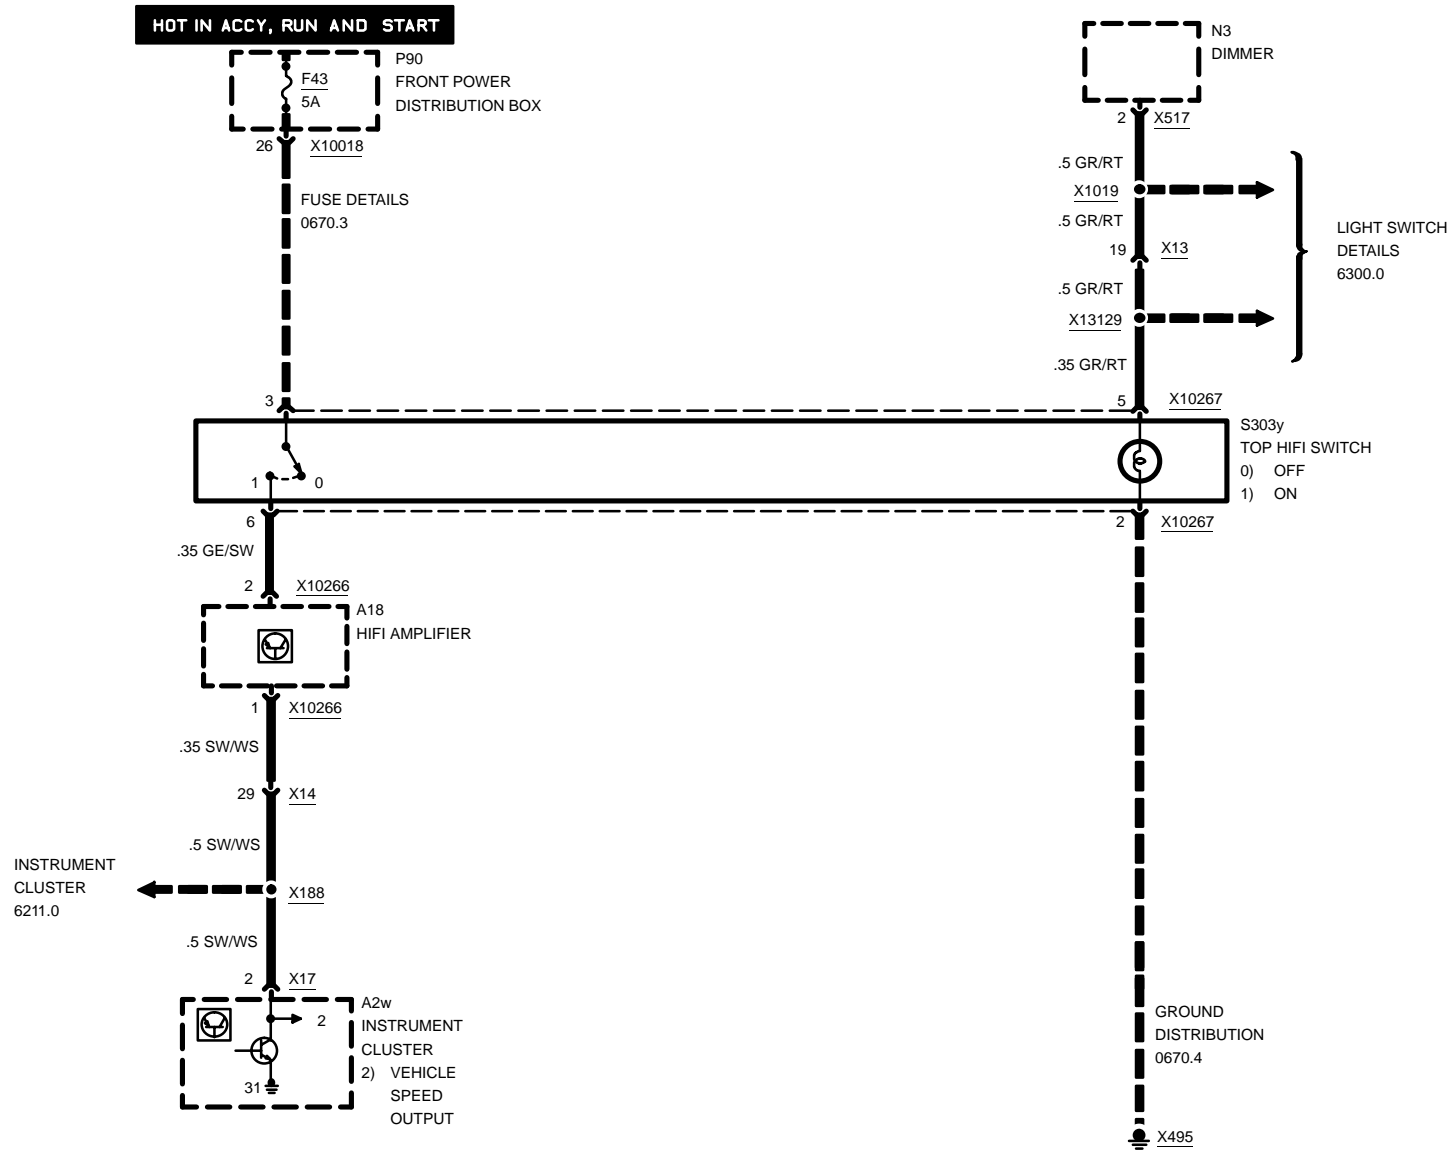 HOT IN ACCY, RUN AND START
P90
FRONT POWER
DISTRIBUTION BOX
F43
5A
26 X10018
FUSE DETAILS
0670.3
N3
DIMMER
2 X517
.5 GR/RT
X1019
.5 GR/RT
19 X13
.5 GR/RT
X13129
.35 GR/RT
LIGHT SWITCH
DETAILS
6300.0
3
5 X10267
S303y
TOP HIFI SWITCH
0) OFF
1) ON
1 0
6
2 X10267
.35 GE/SW
2 X10266
A18
HIFI AMPLIFIER
1 X10266
.35 SW/WS
29 X14
.5 SW/WS
INSTRUMENT
CLUSTER
6211.0
X188
.5 SW/WS
2 X17
A2w
INSTRUMENT
CLUSTER
2) VEHICLE
SPEED
OUTPUT
2
31
GROUND
DISTRIBUTION
0670.4
X495